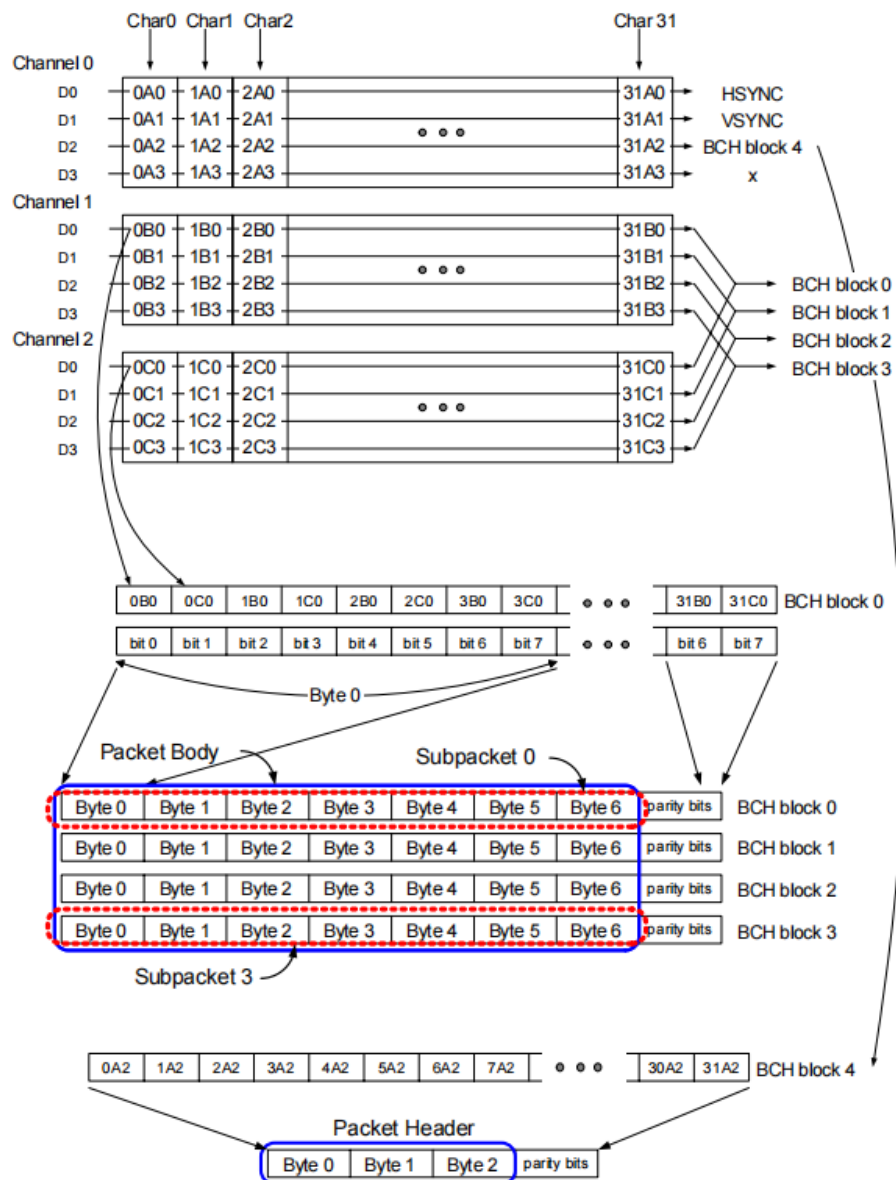 Char0 Char1 Char2 Char 31
Channel 0
D0 0A0 1A0 2A0 31A0 HSYNC
D1 0A1 1A1 2A1 31A1 VSYNC
D2 0A2 1A2 2A2 31A2 BCH block 4
D3 0A3 1A3 2A3 31A3 x
Channel 1
D0 0B0 1B0 2B0 31B0
D1 0B1 1B1 2B1 31B1
D2 0B2 1B2 2B2 31B2
BCH block 0
D3 0B3 1B3 2B3 31B3
BCH block 1
Channel 2
BCH block 2
D0 0C0 1C0 2C0 31C0
BCH block 3
D1 0C1 1C1 2C1 31C1
D2 0C2 1C2 2C2 31C2
D3 0C3 1C3 2C3 31C3
0B0 0C0 1B0 1C0 2B0 2C0 3B0 3C0 31B0 31C0 BCH block 0
bit 0 bit 1 bit 2 bit 3 bit 4 bit 5 bit 6 bit 7 bit 6 bit 7
Byte 0
Packet Body Subpacket 0
Byte 0 Byte 1 Byte 2 Byte 3 Byte 4 Byte 5 Byte 6 parity bits BCH block 0
Byte 0 Byte 1 Byte 2 Byte 3 Byte 4 Byte 5 Byte 6 parity bits BCH block 1
Byte 0 Byte 1 Byte 2 Byte 3 Byte 4 Byte 5 Byte 6 parity bits BCH block 2
Byte 0 Byte 1 Byte 2 Byte 3 Byte 4 Byte 5 Byte 6 parity bits BCH block 3
Subpacket 3
0A2 1A2 2A2 3A2 4A2 5A2 6A2 7A2 30A2 31A2 BCH block 4
Packet Header
Byte 0 Byte 1 Byte 2 parity bits